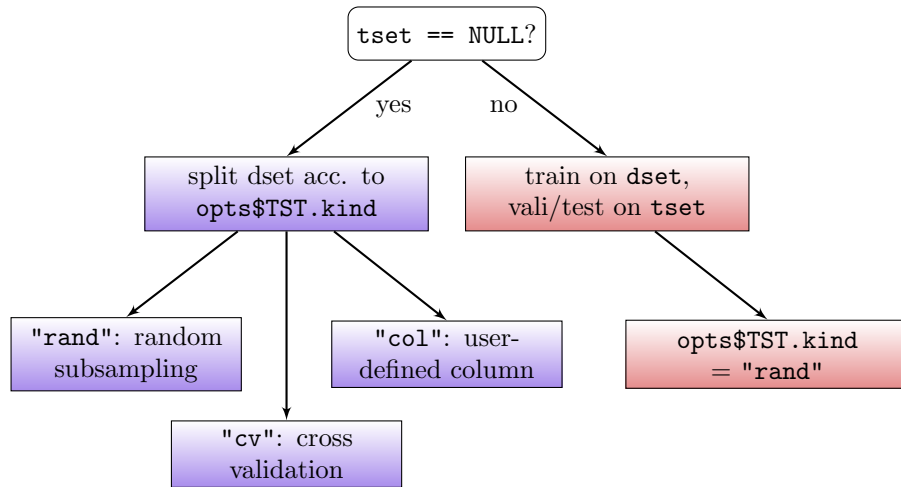 tset == NULL?
yes
no
split dset acc. to
opts$TST.kind
train on dset,
vali/test on tset
"rand": random
subsampling
"col": user-
defined column
opts$TST.kind
= "rand"
"cv": cross
validation